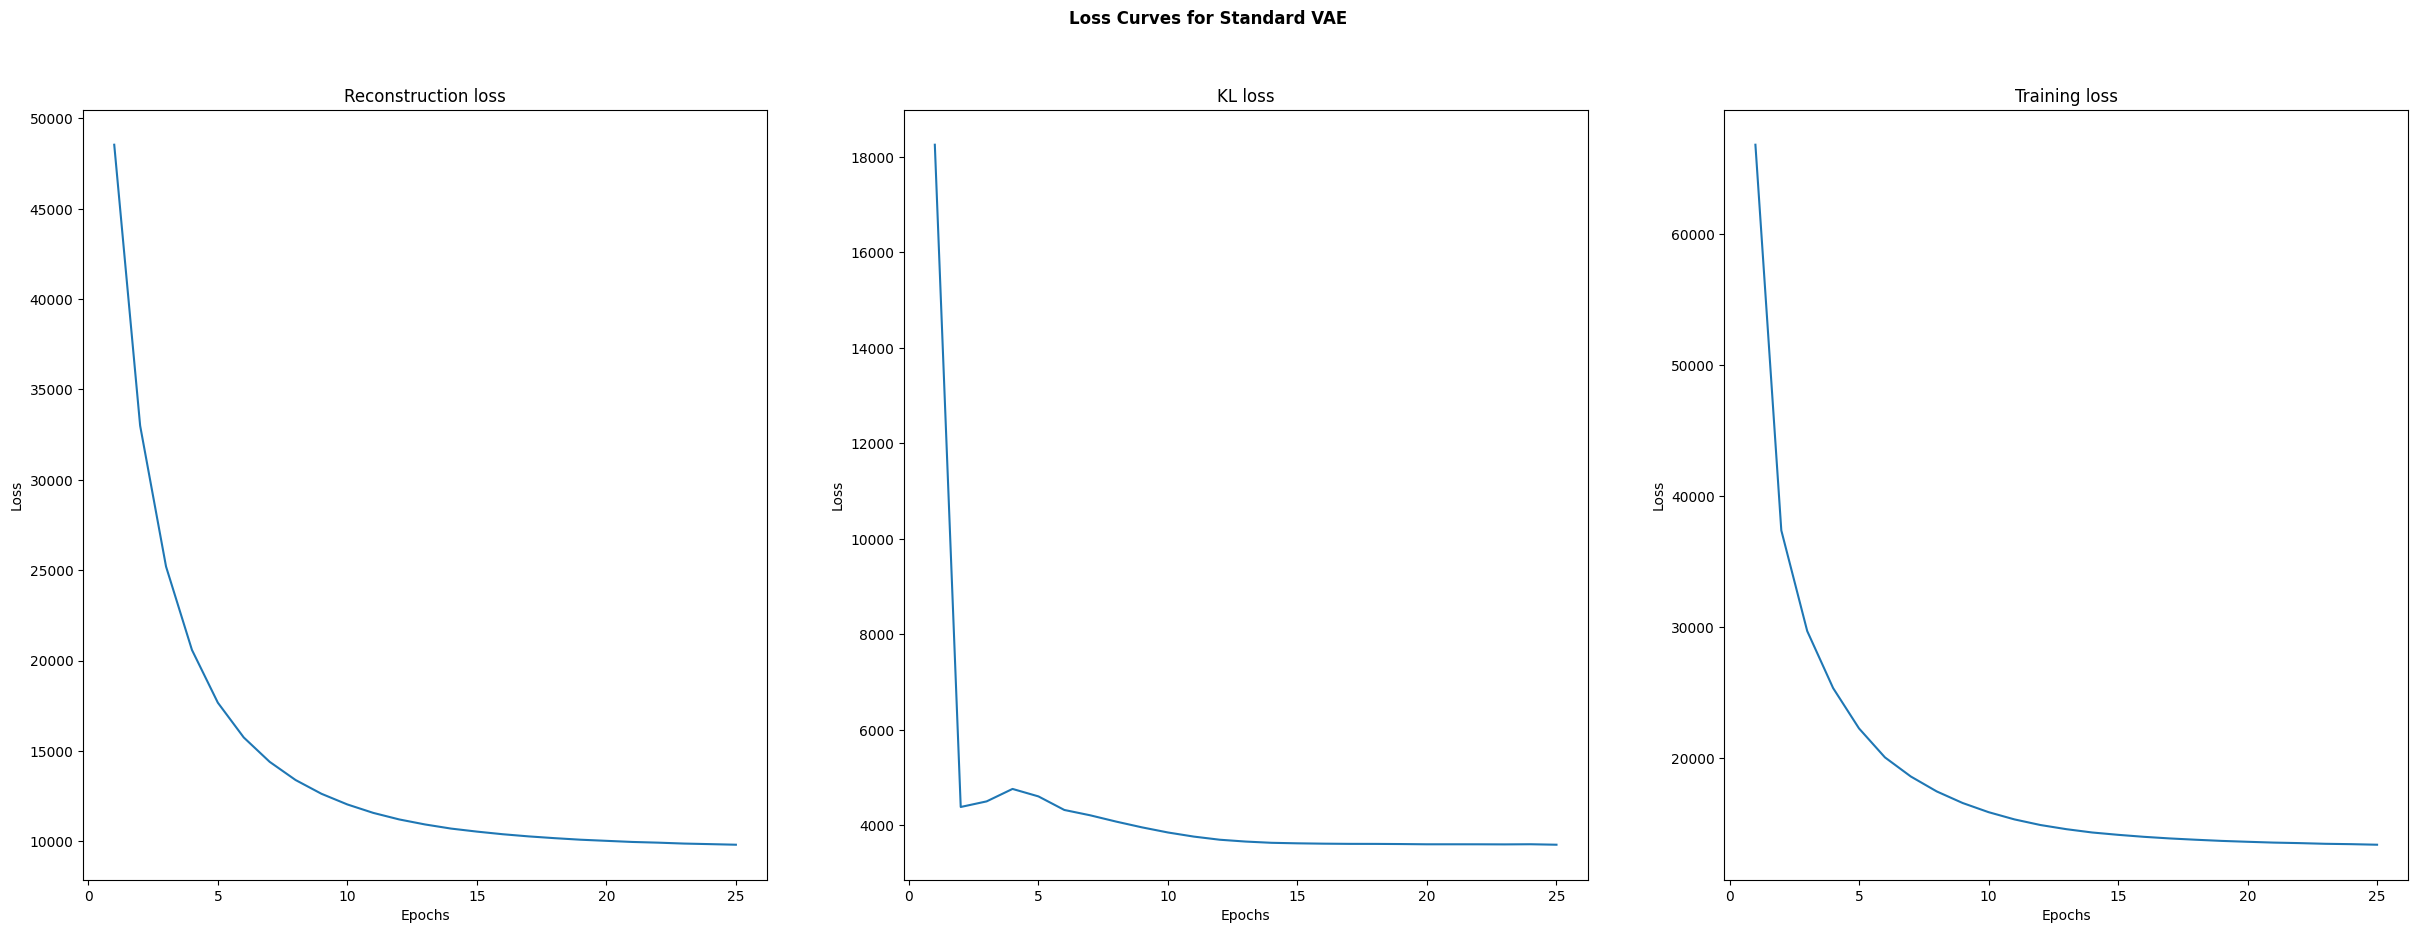 Loss Curves for Standard VAE
Reconstruction loss
50000
45000
40000
35000
30000
25000
20000
15000
10000
Loss
0 5 10 15 20 25
Epochs
KL loss
18000
16000
14000
12000
10000
8000
6000
4000
Loss
0 5 10 15 20 25
Epochs
Training loss
60000
50000
40000
30000
20000
Loss
0 5 10 15 20 25
Epochs